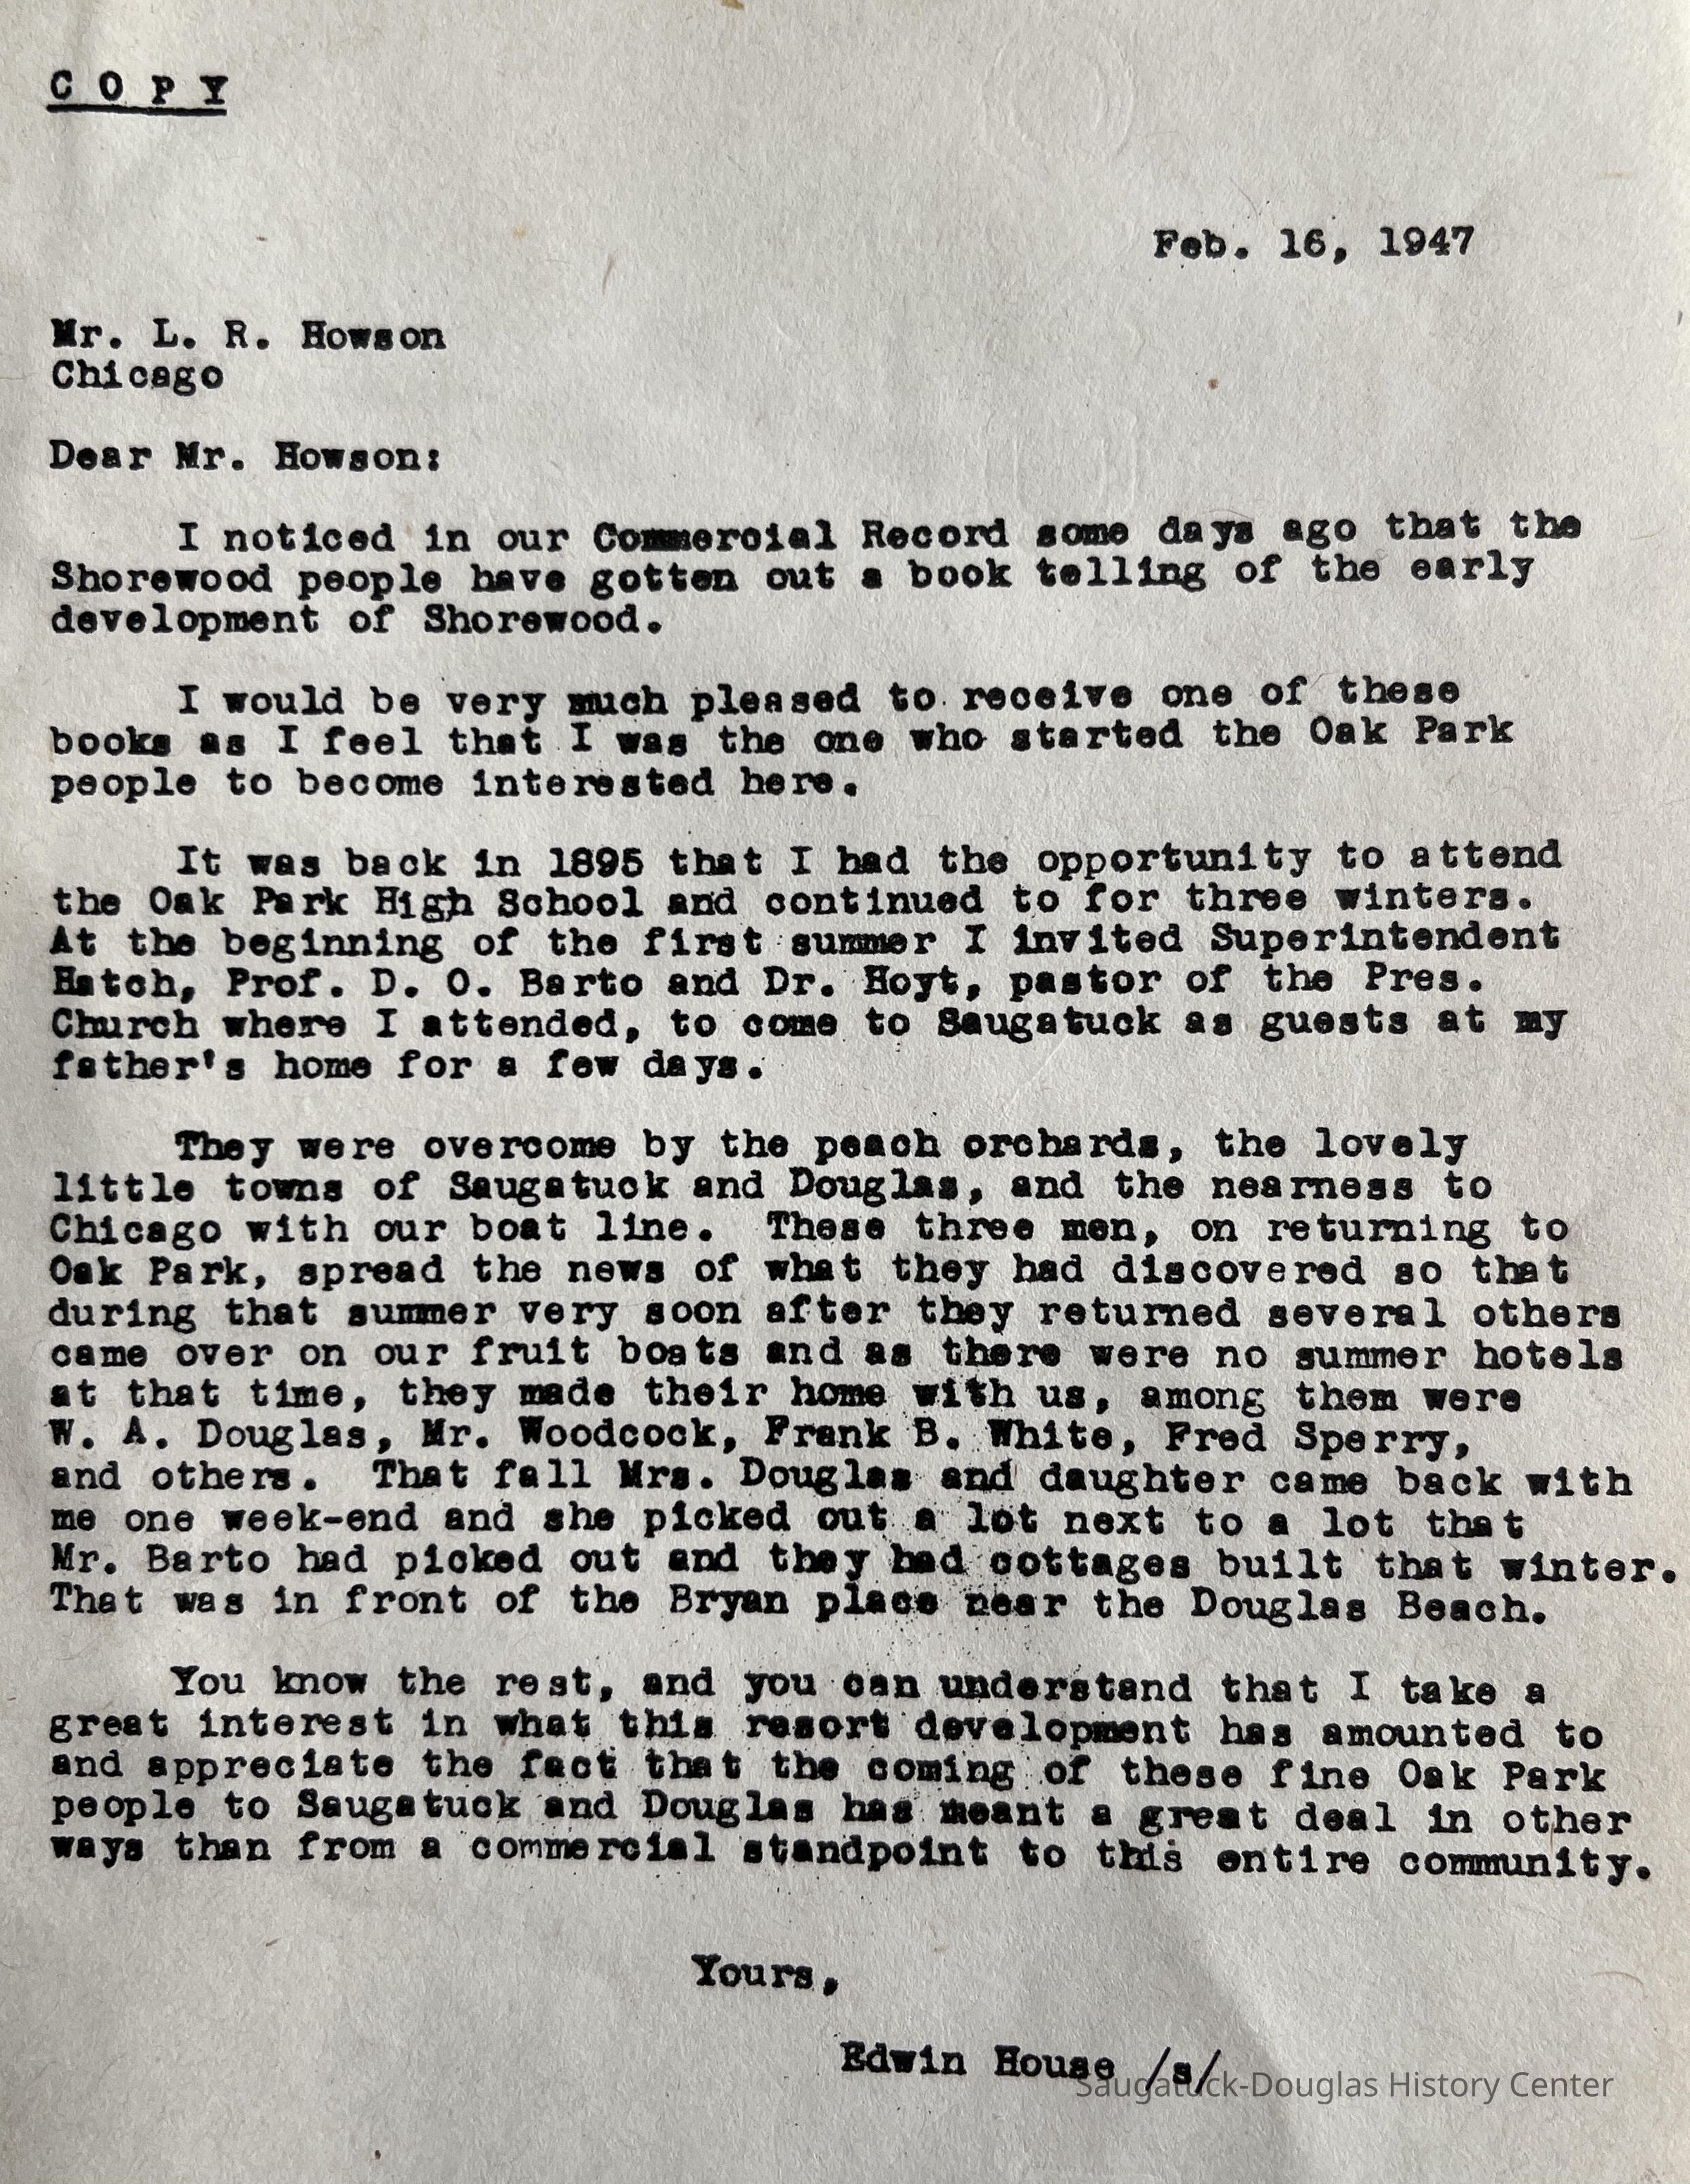 C O P Y
Feb. 16, 1947
Mr. L. R. Howson
Chicago
Dear Mr. Howson:
I noticed in our Commercial Record some days ago that the
Shorewood people have gotten out a book telling of the early
development of Shorewood.
I would be very much pleased to receive one of these
books as I feel that I was the one who started the Oak Park
people to become interested here.
It was back in 1895 that I had the opportunity to attend
the Oak Park High School and continued to for three winters.
At the beginning of the first summer I invited Superintendent
Hatch, Prof. D. O. Barto and Dr. Hoyt, pastor of the Pres.
Church where I attended, to come to Saugatuck as guests at my
father's home for a few days.
They were overcome by the peach orchards, the lovely
little towns of Saugatuck and Douglas, and the nearness to
Chicago with our boat line. These three men, on returning to
Oak Park, spread the news of what they had discovered so that
during that summer very soon after they returned several others
came over on our fruit boats and as there were no summer hotels
at that time, they made their home with us, among them were
W. A. Douglas, Mr. Woodcock, Frank B. White, Fred Sperry,
and others. That fall Mrs. Douglas and daughter came back with
me one week-end and she picked out a lot next to a lot that
Mr. Barto had picked out and they had cottages built that winter.
That was in front of the Bryan place near the Douglas Beach.
You know the rest, and you can understand that I take a
great interest in what this resort development has amounted to
and appreciate the fact that the coming of these fine Oak Park
people to Saugatuck and Douglas has meant a great deal in other
ways than from a commercial standpoint to this entire community.
Yours,
Edwin House /s/
Saugatuck-Douglas History Center